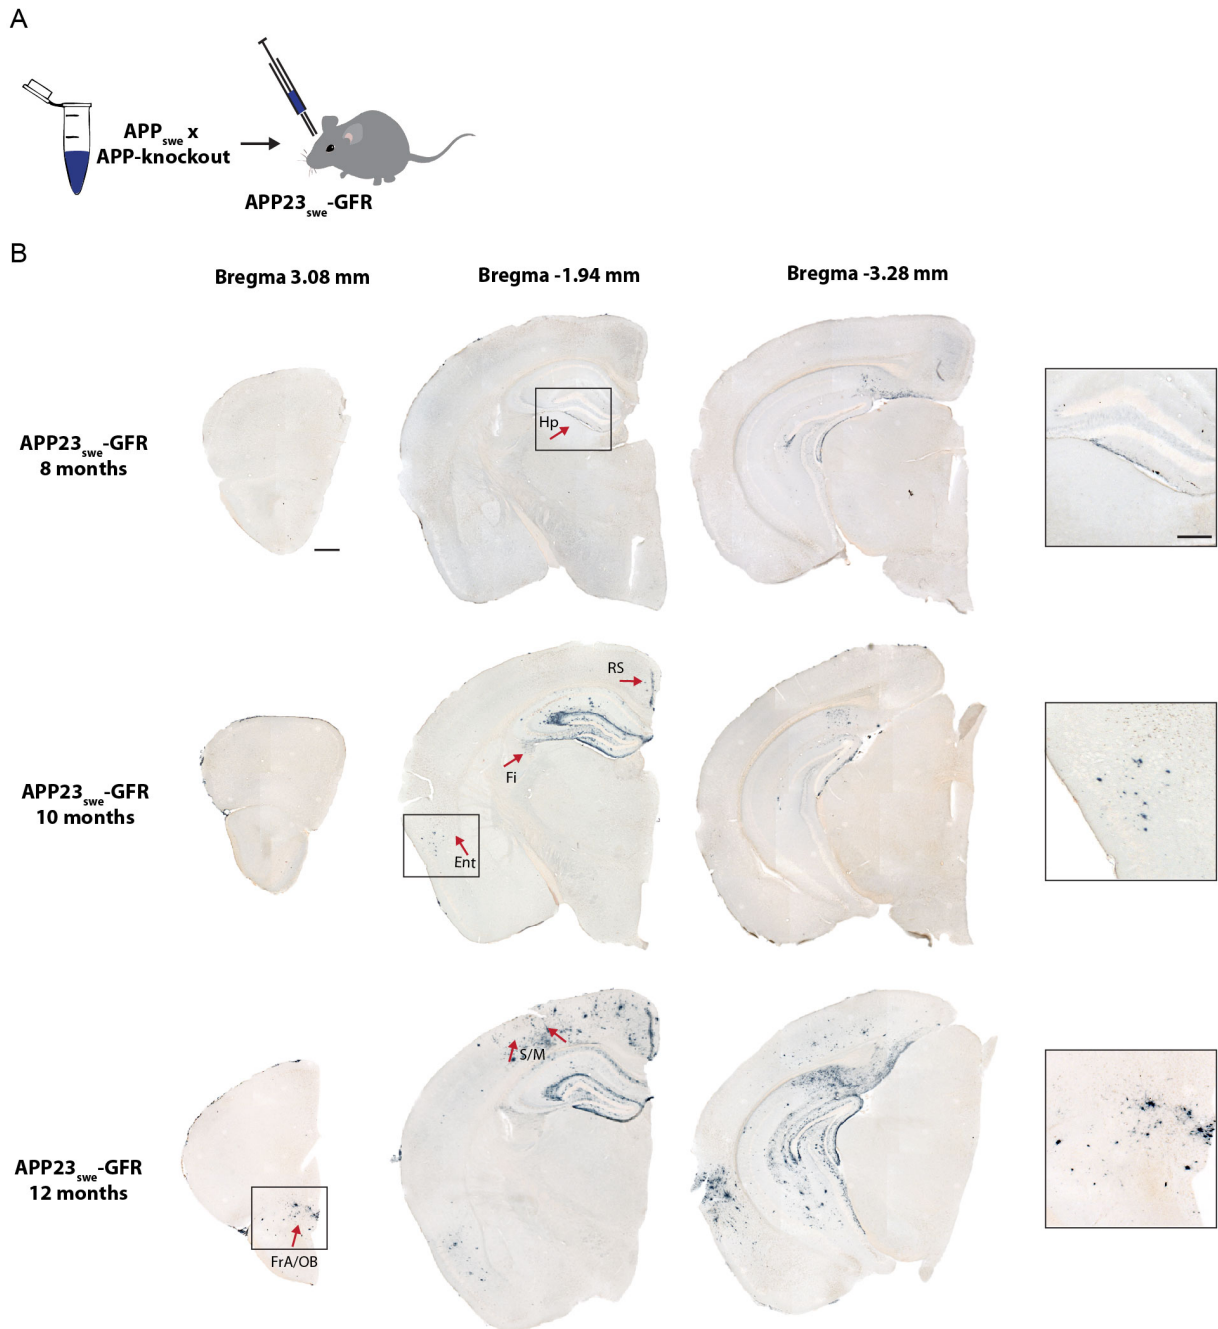 A
APPswe x
APP-knockout
APP23swe-GFR
B
Bregma 3.08 mm
Bregma -1.94 mm
Bregma -3.28 mm
APP23swe-GFR
8 months
Hp
APP23swe-GFR
10 months
RS
Fi
Ent
APP23swe-GFR
12 months
S/M
FrA/OB